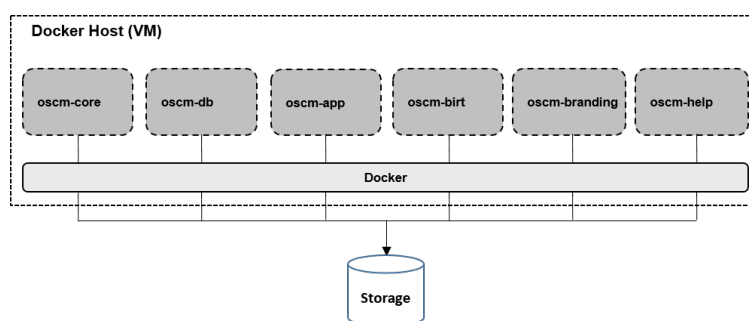 Docker Host (VM)
oscm-core
oscm-db
oscm-app
oscm-birt
oscm-branding
oscm-help
Docker
Storage